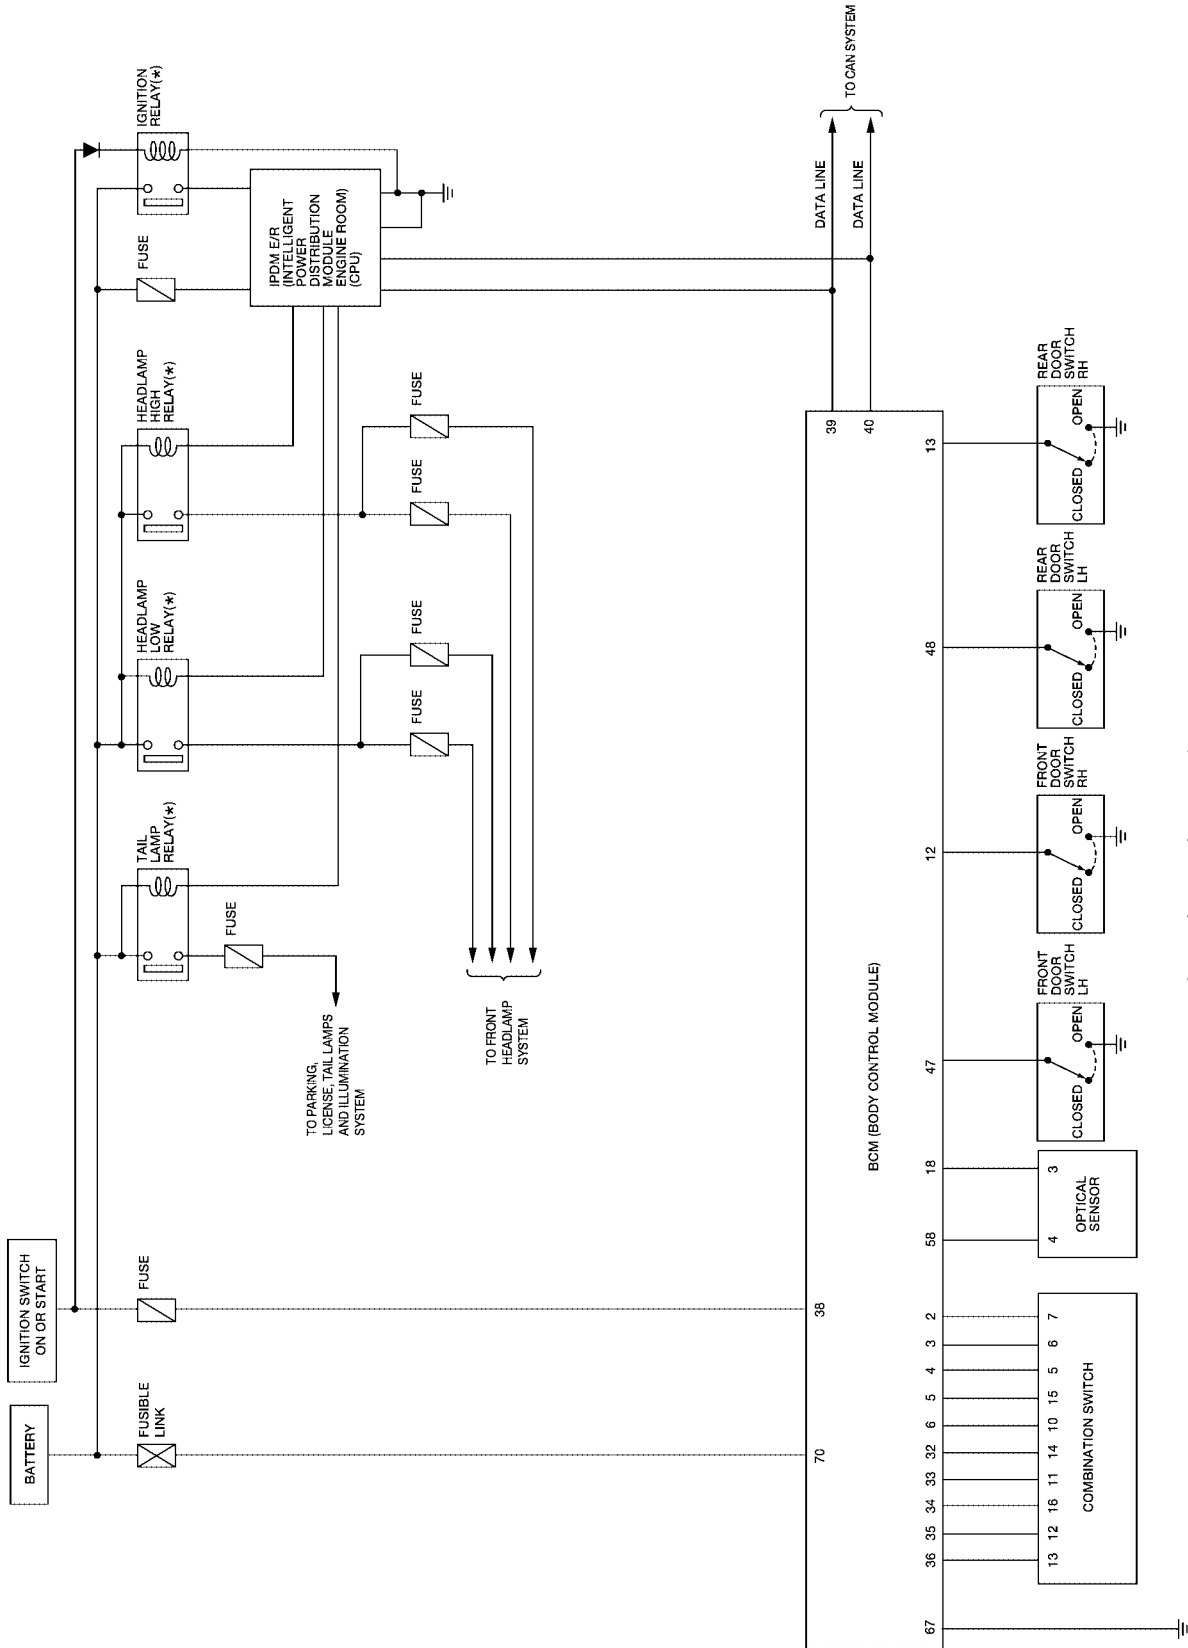 BATTERY
IGNITION SWITCH
ON OR START
FUSIBLE
LINK
FUSE
TAIL
LAMP
RELAY(★)
FUSE
TO PARKING,
LICENSE, TAIL LAMPS
AND ILLUMINATION
SYSTEM
HEADLAMP
LOW
RELAY(★)
FUSE
FUSE
HEADLAMP
HIGH
RELAY(★)
FUSE
FUSE
TO FRONT
HEADLAMP
SYSTEM
FUSE
IGNITION
RELAY(★)
IPDM E/R
(INTELLIGENT
POWER
DISTRIBUTION
MODULE
ENGINE ROOM)
(CPU)
DATA LINE
DATA LINE
TO CAN SYSTEM
70
38
39
40
BCM (BODY CONTROL MODULE)
67
36
35
34
33
32
6
5
4
3
2
58
18
47
12
48
13
13
12
16
11
14
10
15
5
6
7
COMBINATION SWITCH
4
3
OPTICAL
SENSOR
FRONT
DOOR
SWITCH
LH
CLOSED
OPEN
FRONT
DOOR
SWITCH
RH
CLOSED
OPEN
REAR
DOOR
SWITCH
LH
CLOSED
OPEN
REAR
DOOR
SWITCH
RH
CLOSED
OPEN